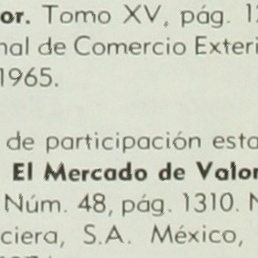 or. Tomo XV, pág. 1
nal de Comercio Exteri
1965.
de participación esta
El Mercado de Valor
Núm. 48, pág. 1310. N
ciera, S.A. México,